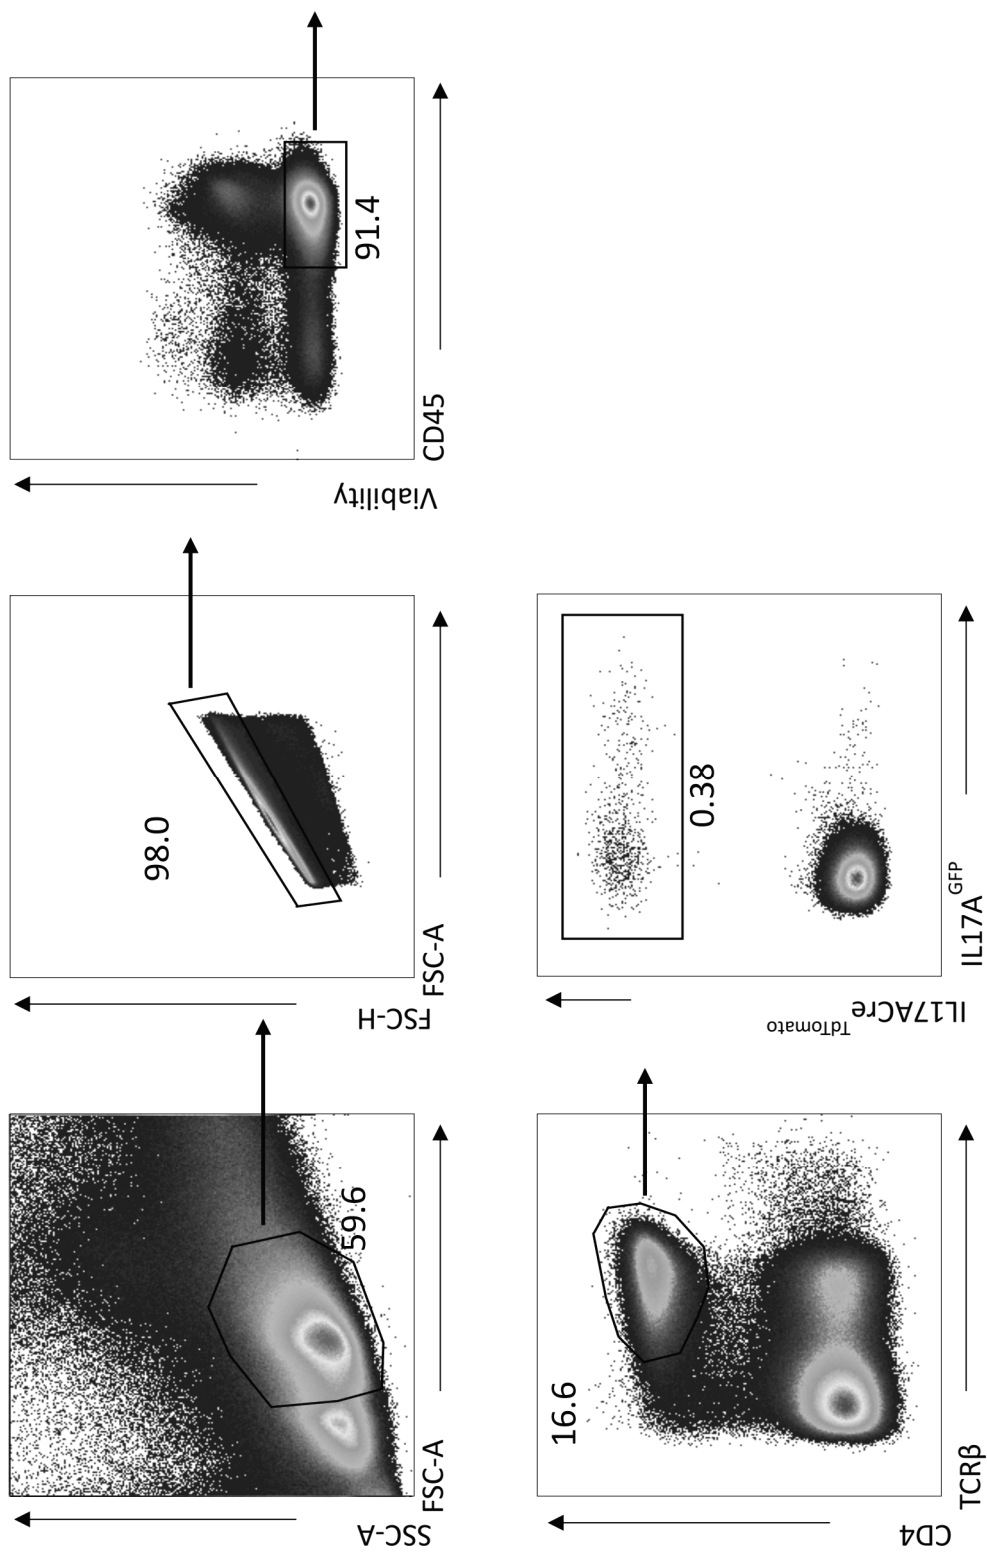 SSC-A
FSC-A
59.6
FSC-H
FSC-A
98.0
Viability
CD45
91.4
CD4
TCRβ
16.6
IL17ACre^TdTomato
IL17A^GFP
0.38